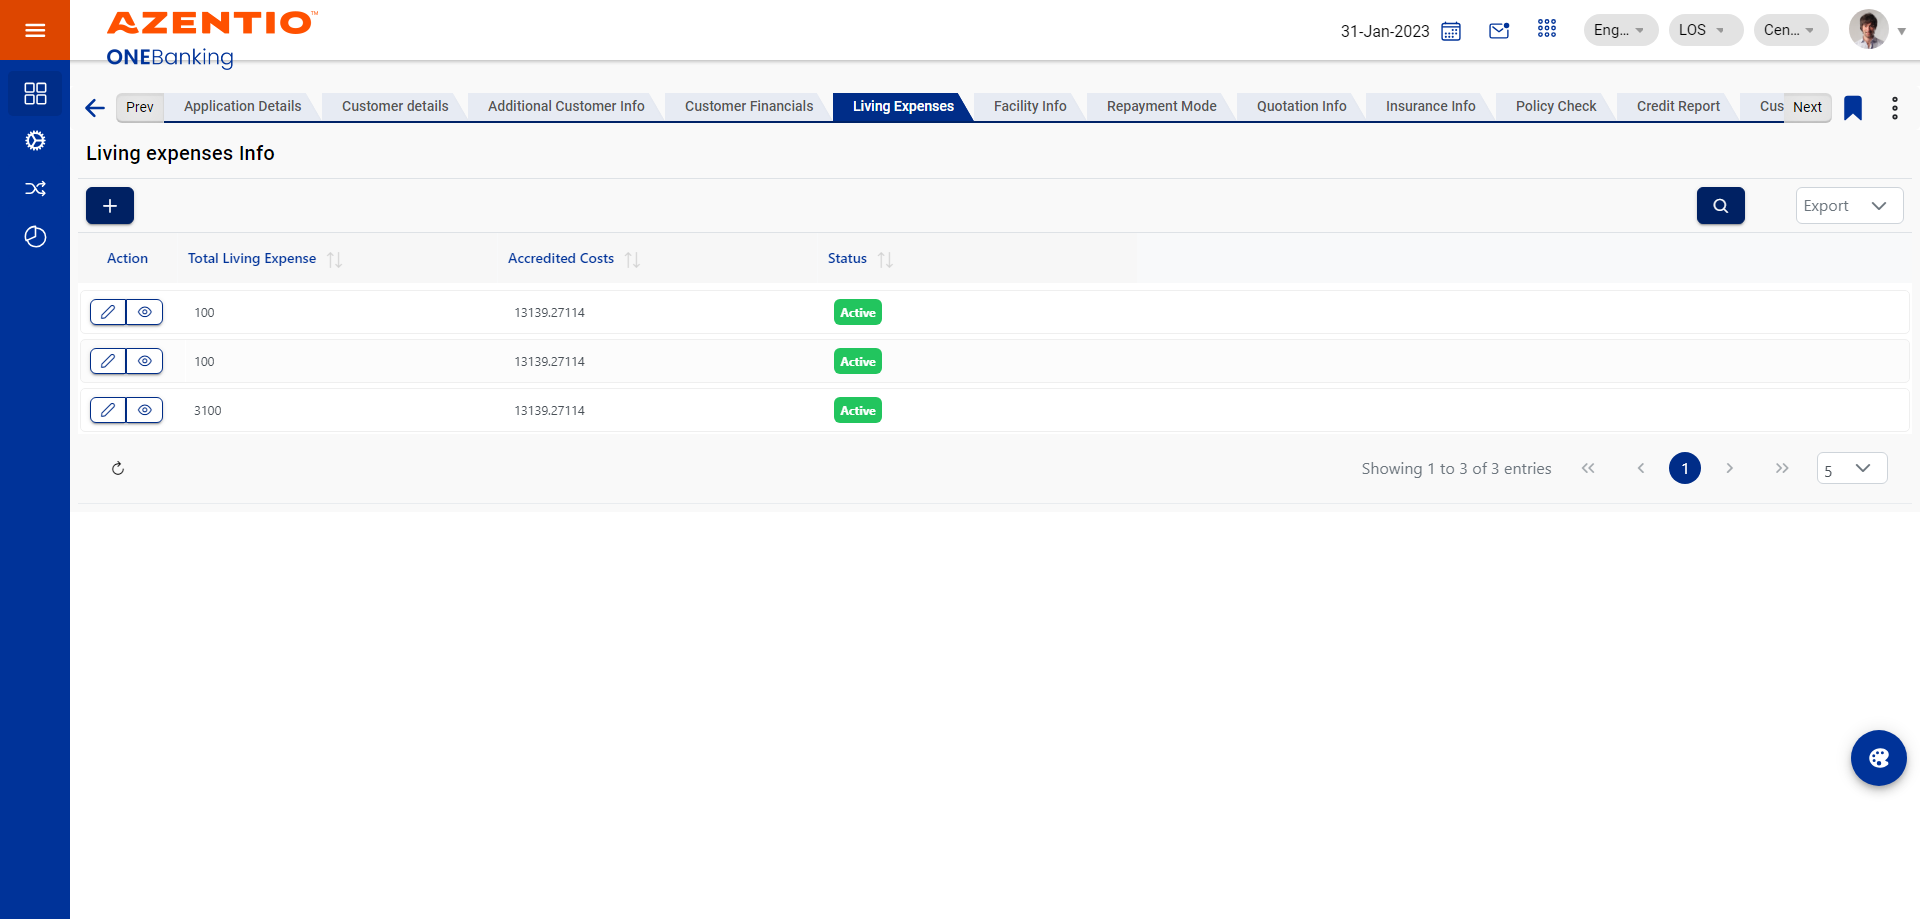 AZENTIO™
ONEBanking
31-Jan-2023
Eng...
LOS
Cen...
Prev
Application Details
Customer details
Additional Customer Info
Customer Financials
Living Expenses
Facility Info
Repayment Mode
Quotation Info
Insurance Info
Policy Check
Credit Report
Cus
Next
Living expenses Info
Export
Action
Total Living Expense
Accredited Costs
Status
100
13139.27114
Active
100
13139.27114
Active
3100
13139.27114
Active
Showing 1 to 3 of 3 entries
1
5